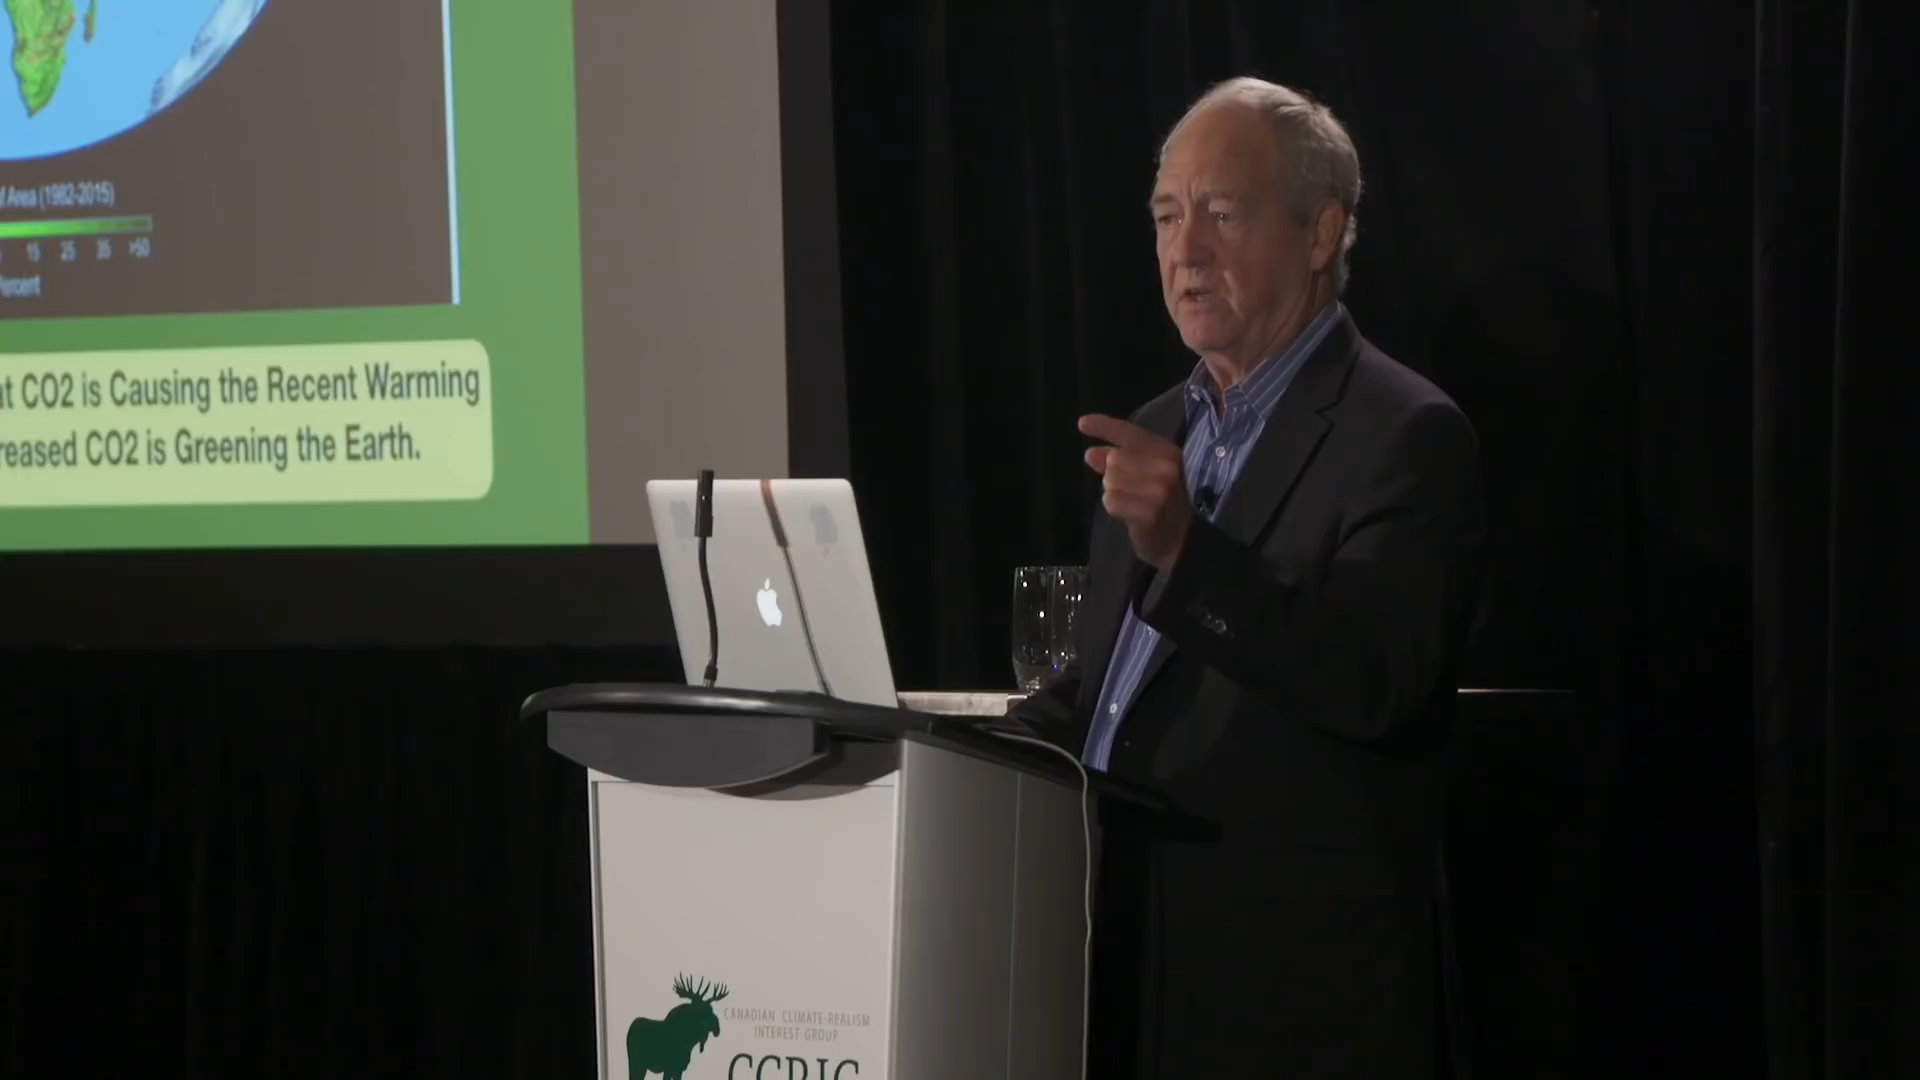 f Area (1982-2015)
15 25 35 >50
Percent
at CO2 is Causing the Recent Warming
reased CO2 is Greening the Earth.
CANADIAN CLIMATE-REALISM
INTEREST GROUP
CCRIG